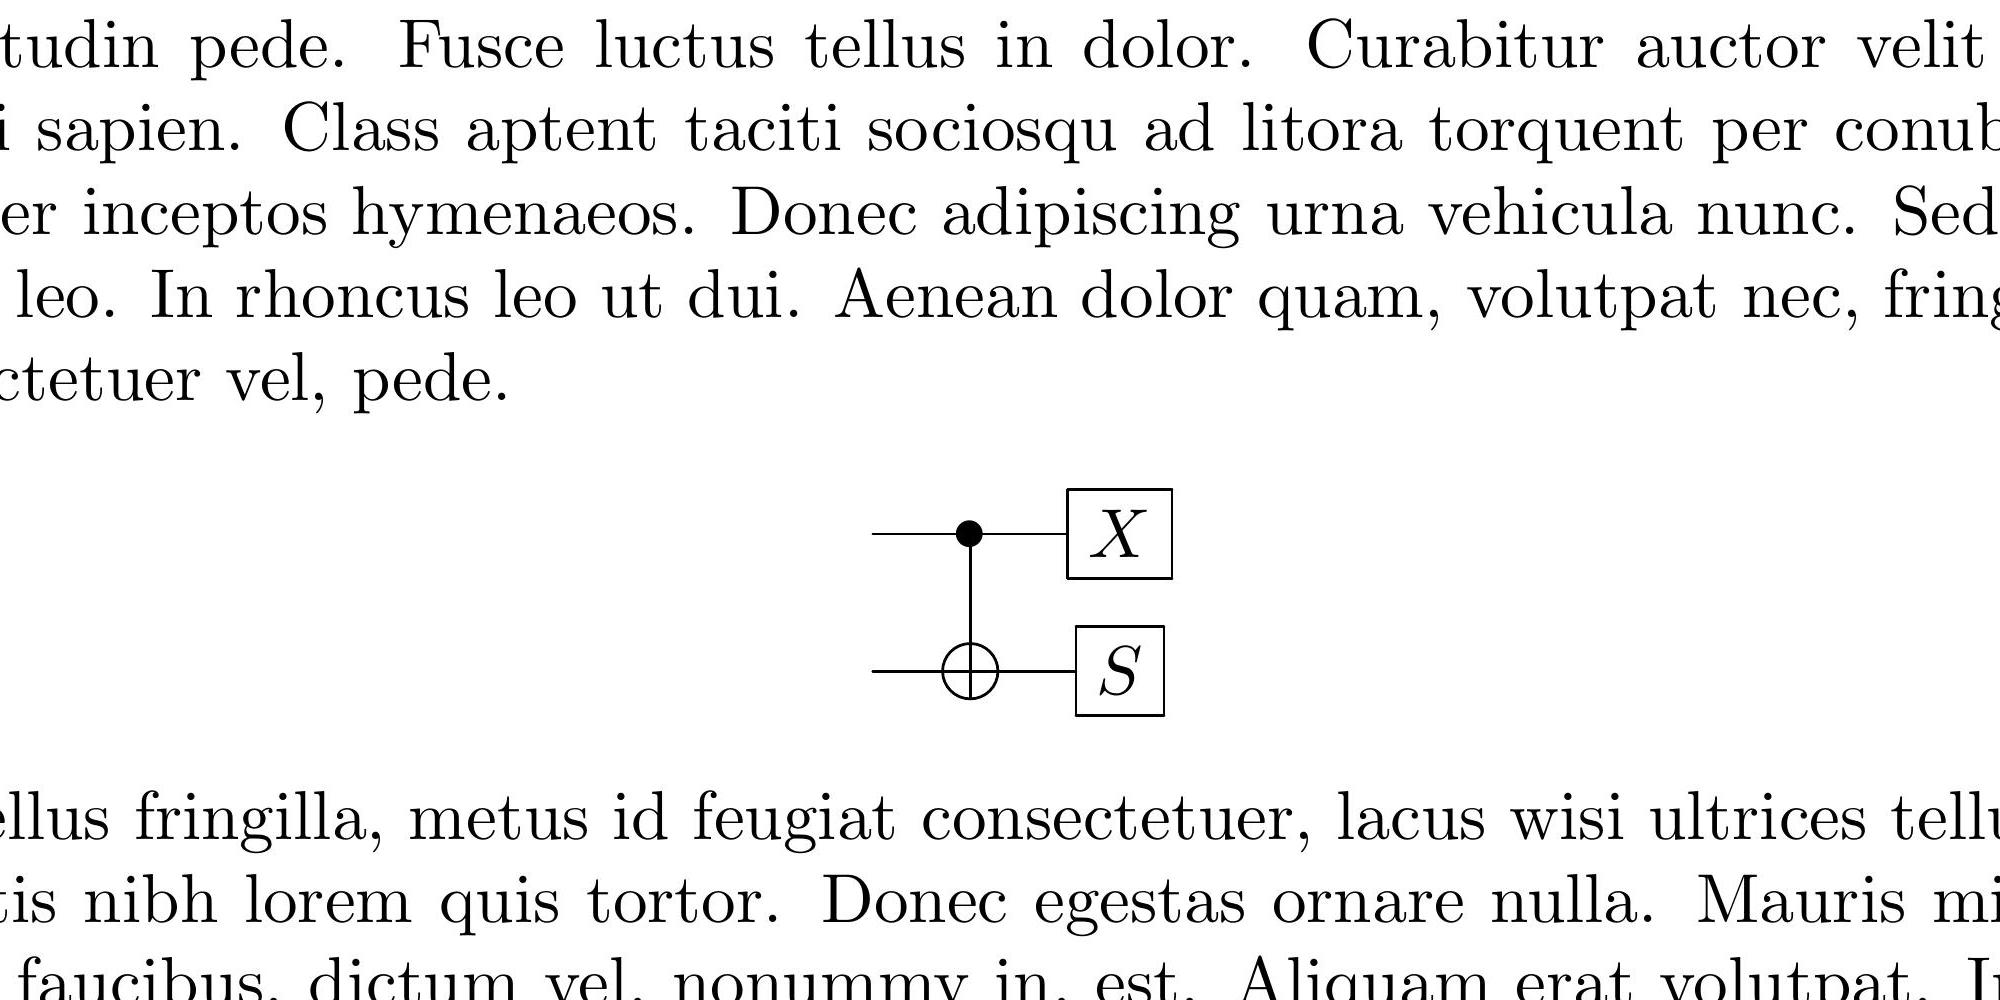 tudin pede. Fusce luctus tellus in dolor. Curabitur auctor velit
i sapien. Class aptent taciti sociosqu ad litora torquent per conub
er inceptos hymenaeos. Donec adipiscing urna vehicula nunc. Sed
leo. In rhoncus leo ut dui. Aenean dolor quam, volutpat nec, fring
ctetuer vel, pede.
X
S
ellus fringilla, metus id feugiat consectetuer, lacus wisi ultrices tellu
tis nibh lorem quis tortor. Donec egestas ornare nulla. Mauris mi
faucibus, dictum vel, nonummy in, est. Aliquam erat volutpat. In